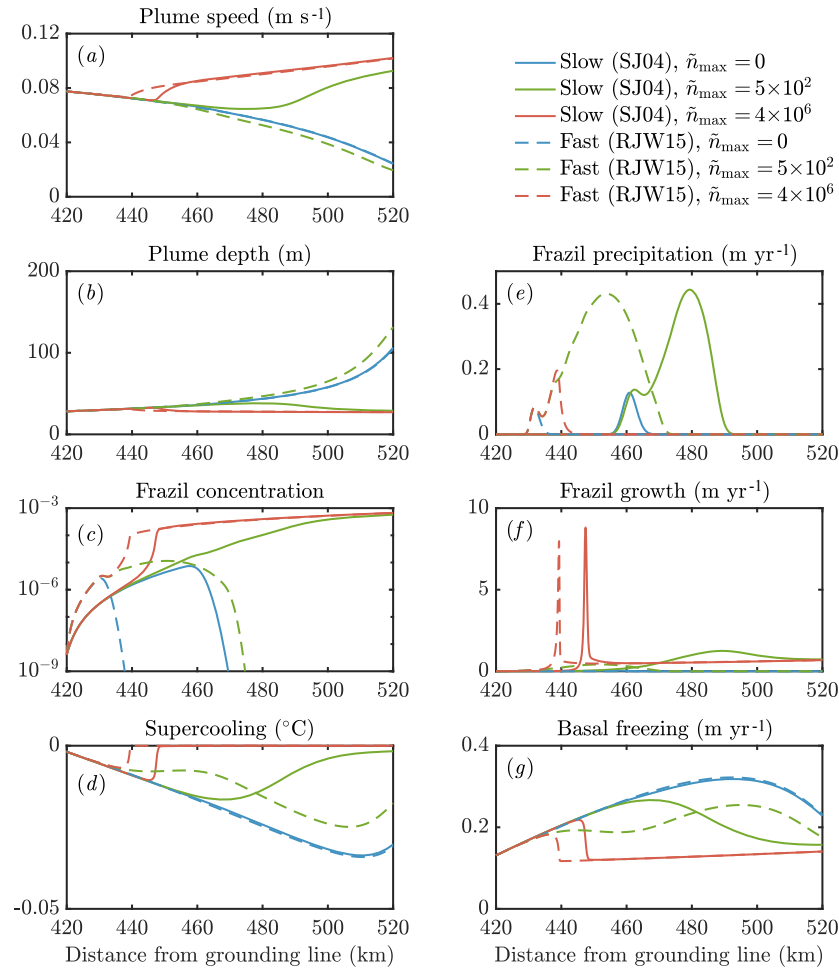 Plume speed (m s-1)
(a)
0.12
0.08
0.04
0
420 440 460 480 500 520
Slow (SJ04), ñmax = 0
Slow (SJ04), ñmax = 5×10²
Slow (SJ04), ñmax = 4×10⁶
Fast (RJW15), ñmax = 0
Fast (RJW15), ñmax = 5×10²
Fast (RJW15), ñmax = 4×10⁶
Plume depth (m)
(b)
200
100
0
420 440 460 480 500 520
Frazil precipitation (m yr-1)
(e)
0.4
0.2
0
420 440 460 480 500 520
Frazil concentration
(c)
10-3
10-6
10-9
420 440 460 480 500 520
Frazil growth (m yr-1)
(f)
10
5
0
420 440 460 480 500 520
Supercooling (°C)
(d)
0
-0.05
420 440 460 480 500 520
Distance from grounding line (km)
Basal freezing (m yr-1)
(g)
0.4
0.2
0
420 440 460 480 500 520
Distance from grounding line (km)